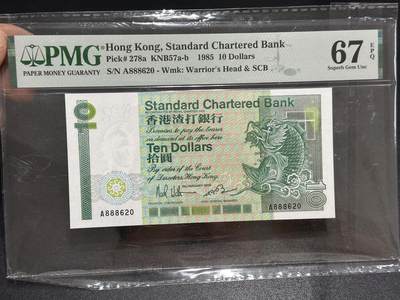 PMG
PAPER MONEY GUARANTY
Hong Kong, Standard Chartered Bank
Pick# 278a KNB57a-b 1985 10 Dollars
S/N A888620 - Wmk: Warrior's Head & SCB
67
EPQ
Superb Gem Unc
Standard Chartered Bank
香港渣打銀行
Promises to pay the bearer
on demand at its office here
Ten Dollars
拾圓
By order of the Court
of Directors, Hong Kong.
A888620
10
A888620